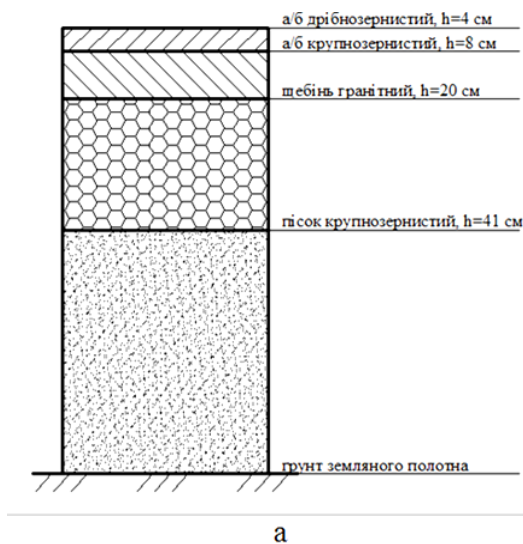 а/б дрібнозернистий, h=4 см
а/б крупнозернистий, h=8 см
щебінь гранітний, h=20 см
пісок крупнозернистий, h=41 см
грунт земляного полотна
а